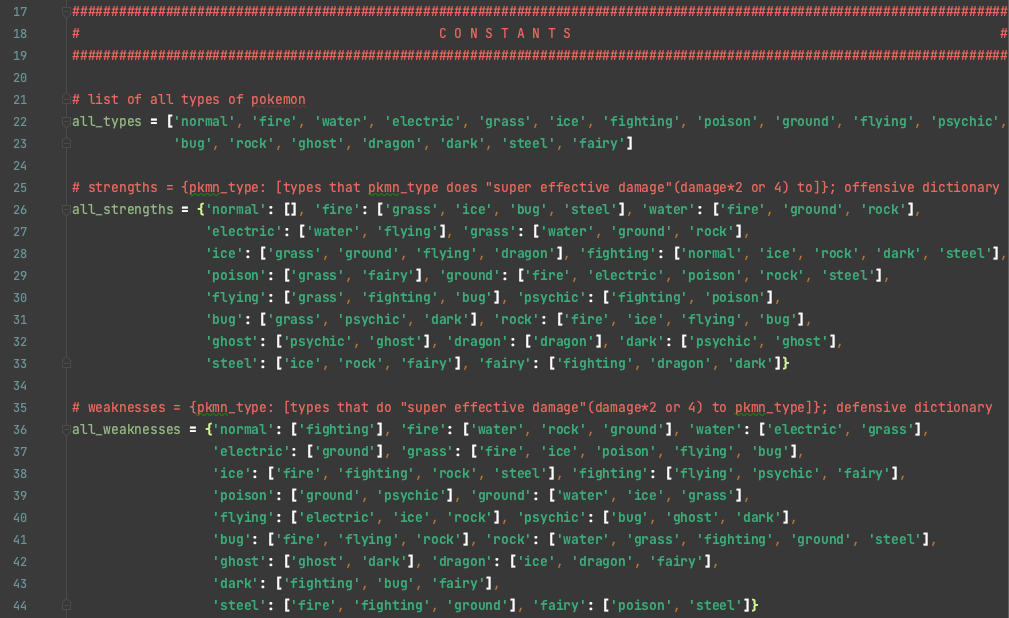 17 ########################################################################################################################
18 # C O N S T A N T S #
19 ########################################################################################################################
20
21 # list of all types of pokemon
22 all_types = ['normal', 'fire', 'water', 'electric', 'grass', 'ice', 'fighting', 'poison', 'ground', 'flying', 'psychic',
23 'bug', 'rock', 'ghost', 'dragon', 'dark', 'steel', 'fairy']
24
25 # strengths = {pkmn_type: [types that pkmn_type does "super effective damage"(damage*2 or 4) to]}; offensive dictionary
26 all_strengths = {'normal': [], 'fire': ['grass', 'ice', 'bug', 'steel'], 'water': ['fire', 'ground', 'rock'],
27 'electric': ['water', 'flying'], 'grass': ['water', 'ground', 'rock'],
28 'ice': ['grass', 'ground', 'flying', 'dragon'], 'fighting': ['normal', 'ice', 'rock', 'dark', 'steel'],
29 'poison': ['grass', 'fairy'], 'ground': ['fire', 'electric', 'poison', 'rock', 'steel'],
30 'flying': ['grass', 'fighting', 'bug'], 'psychic': ['fighting', 'poison'],
31 'bug': ['grass', 'psychic', 'dark'], 'rock': ['fire', 'ice', 'flying', 'bug'],
32 'ghost': ['psychic', 'ghost'], 'dragon': ['dragon'], 'dark': ['psychic', 'ghost'],
33 'steel': ['ice', 'rock', 'fairy'], 'fairy': ['fighting', 'dragon', 'dark']}
34
35 # weaknesses = {pkmn_type: [types that do "super effective damage"(damage*2 or 4) to pkmn_type]}; defensive dictionary
36 all_weaknesses = {'normal': ['fighting'], 'fire': ['water', 'rock', 'ground'], 'water': ['electric', 'grass'],
37 'electric': ['ground'], 'grass': ['fire', 'ice', 'poison', 'flying', 'bug'],
38 'ice': ['fire', 'fighting', 'rock', 'steel'], 'fighting': ['flying', 'psychic', 'fairy'],
39 'poison': ['ground', 'psychic'], 'ground': ['water', 'ice', 'grass'],
40 'flying': ['electric', 'ice', 'rock'], 'psychic': ['bug', 'ghost', 'dark'],
41 'bug': ['fire', 'flying', 'rock'], 'rock': ['water', 'grass', 'fighting', 'ground', 'steel'],
42 'ghost': ['ghost', 'dark'], 'dragon': ['ice', 'dragon', 'fairy'],
43 'dark': ['fighting', 'bug', 'fairy'],
44 'steel': ['fire', 'fighting', 'ground'], 'fairy': ['poison', 'steel']}